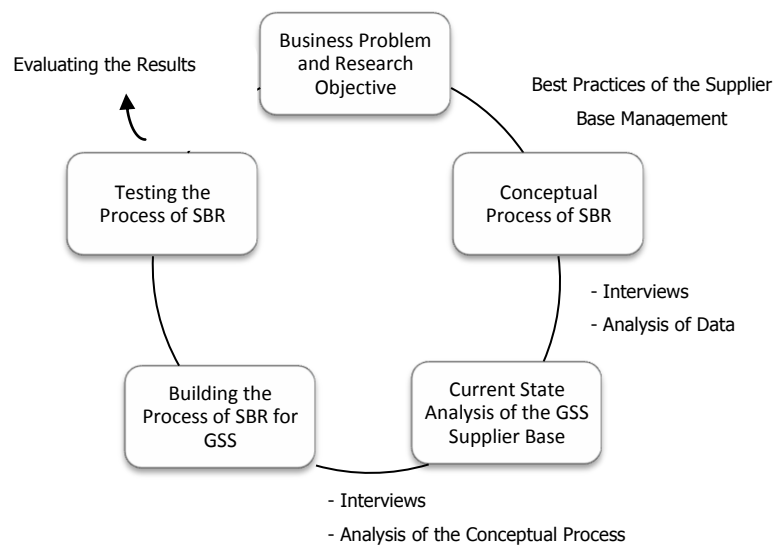 Business Problem
and Research
Objective
Evaluating the Results
Best Practices of the Supplier
Base Management
Testing the
Process of SBR
Conceptual
Process of SBR
- Interviews
- Analysis of Data
Building the
Process of SBR for
GSS
Current State
Analysis of the GSS
Supplier Base
- Interviews
- Analysis of the Conceptual Process